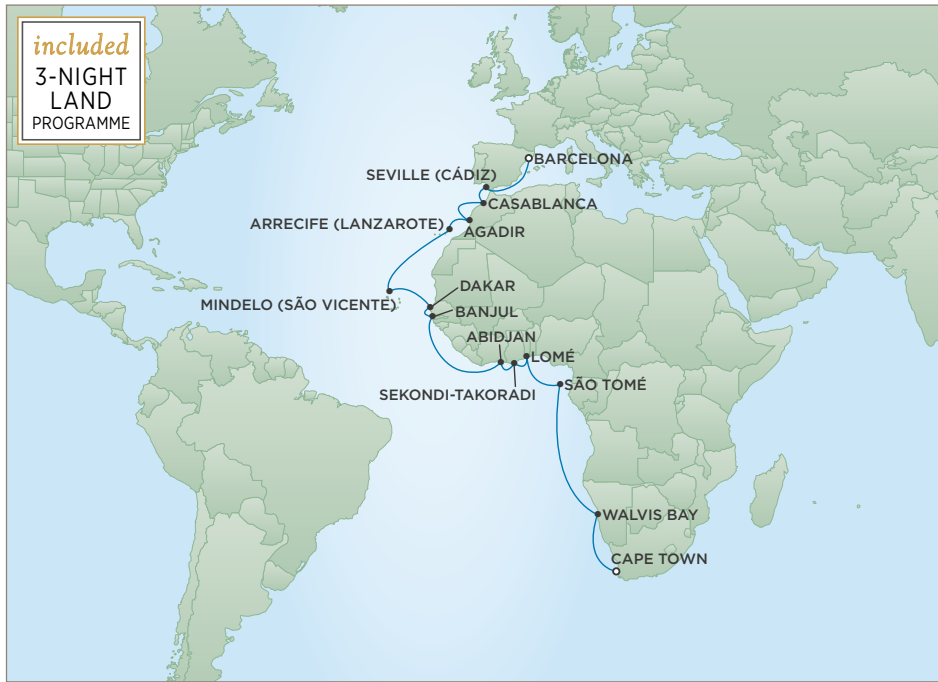 included
3-NIGHT
LAND
PROGRAMME
BARCELONA
SEVILLE (CÁDIZ)
CASABLANCA
ARRECIFE (LANZAROTE)
AGADIR
DAKAR
MINDELO (SÃO VICENTE)
BANJUL
ABIDJAN
LOMÉ
SÃO TOMÉ
SEKONDI-TAKORADI
WALVIS BAY
CAPE TOWN